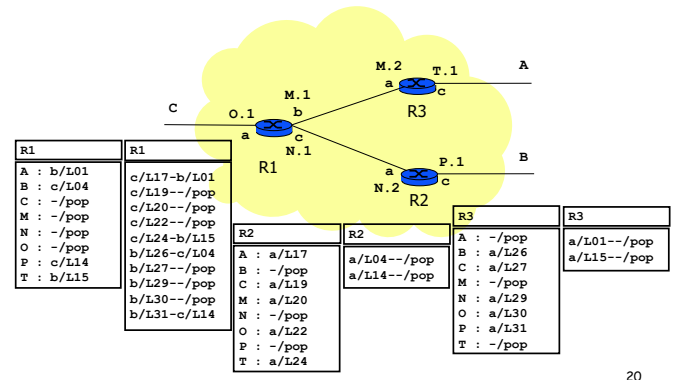 M.2
T.1
A
a
c
M.1
C
O.1
b
R3
a
c
N.1
P.1
B
R1
a
c
N.2
R2
R1
A : b/L01
B : c/L04
C : -/pop
M : -/pop
N : -/pop
O : -/pop
P : c/L14
T : b/L15
R1
c/L17-b/L01
c/L19--/pop
c/L20--/pop
c/L22--/pop
c/L24-b/L15
b/L26-c/L04
b/L27--/pop
b/L29--/pop
b/L30--/pop
b/L31-c/L14
R2
A : a/L17
B : -/pop
C : a/L19
M : a/L20
N : -/pop
O : a/L22
P : -/pop
T : a/L24
R2
a/L04--/pop
a/L14--/pop
R3
A : -/pop
B : a/L26
C : a/L27
M : -/pop
N : a/L29
O : a/L30
P : a/L31
T : -/pop
R3
a/L01--/pop
a/L15--/pop
20